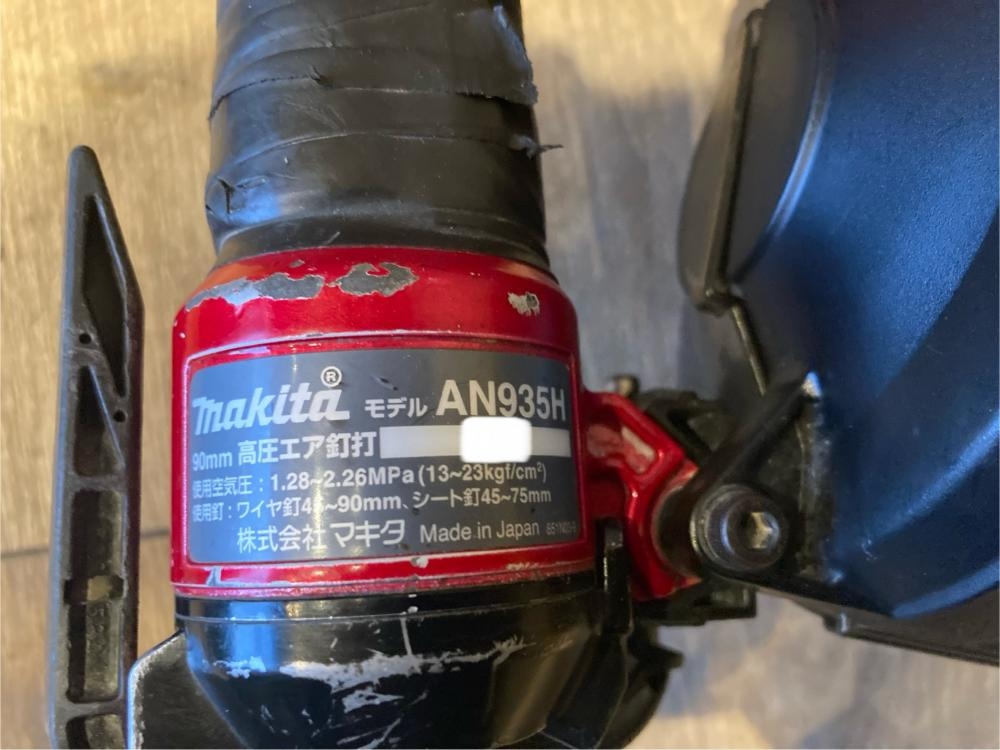 makita® モデル AN935H
90mm 高圧エア釘打
使用空気圧：1.28~2.26MPa (13~23kgf/cm²)
使用釘：ワイヤ釘45~90mm、シート釘45~75mm
株式会社マキタ Made in Japan